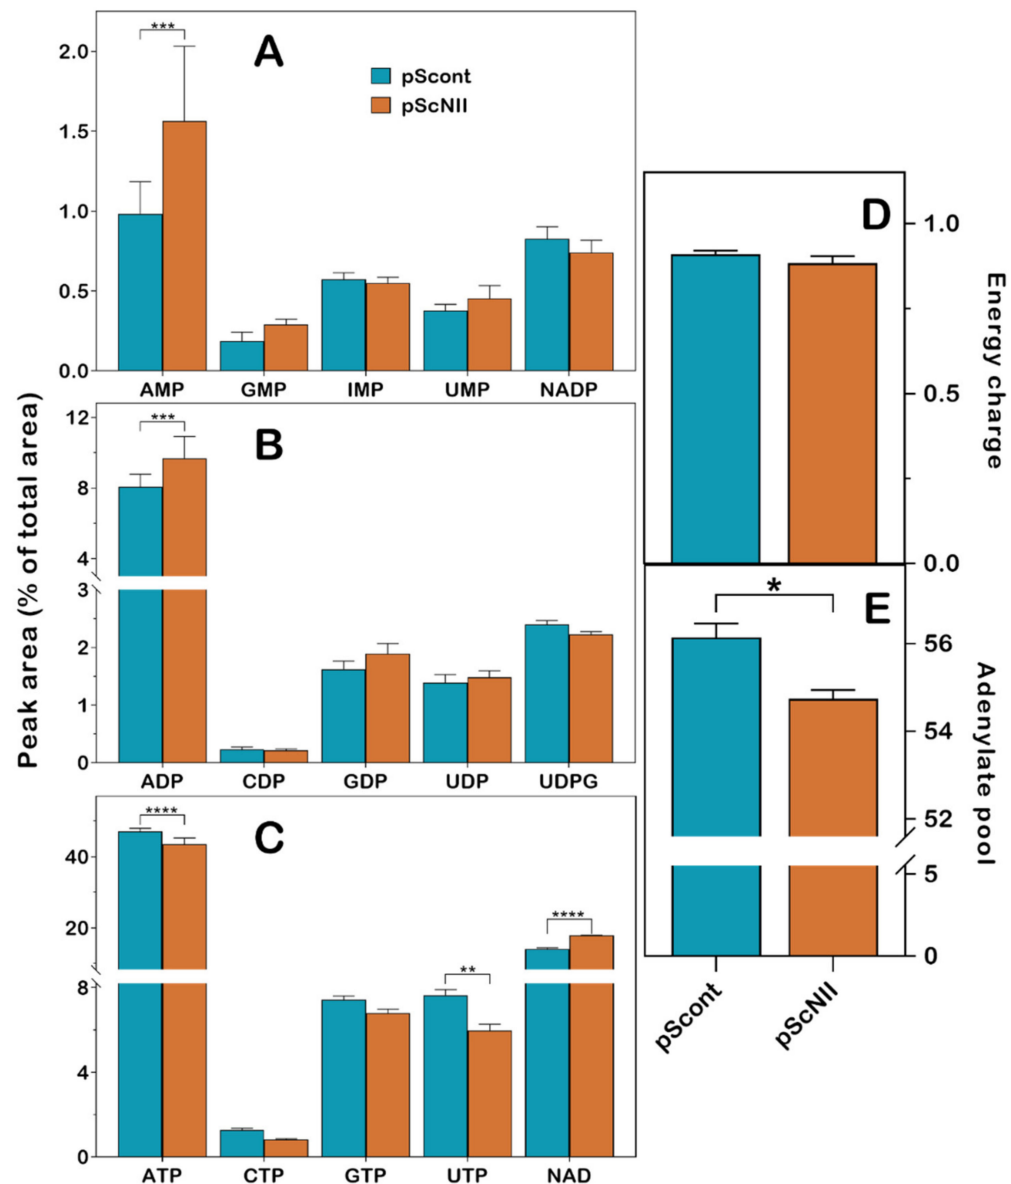 Peak area (% of total area)
A
***
pScont
pScNII
2.0
1.5
1.0
0.5
0.0
AMP GMP IMP UMP NADP
B
***
12
8
4
3
2
1
0
ADP CDP GDP UDP UDPG
C
****
**
****
40
20
8
4
0
ATP CTP GTP UTP NAD
D
1.0
0.5
0.0
Energy charge
E
*
56
54
52
5
0
Adenylate pool
pScont pScNII